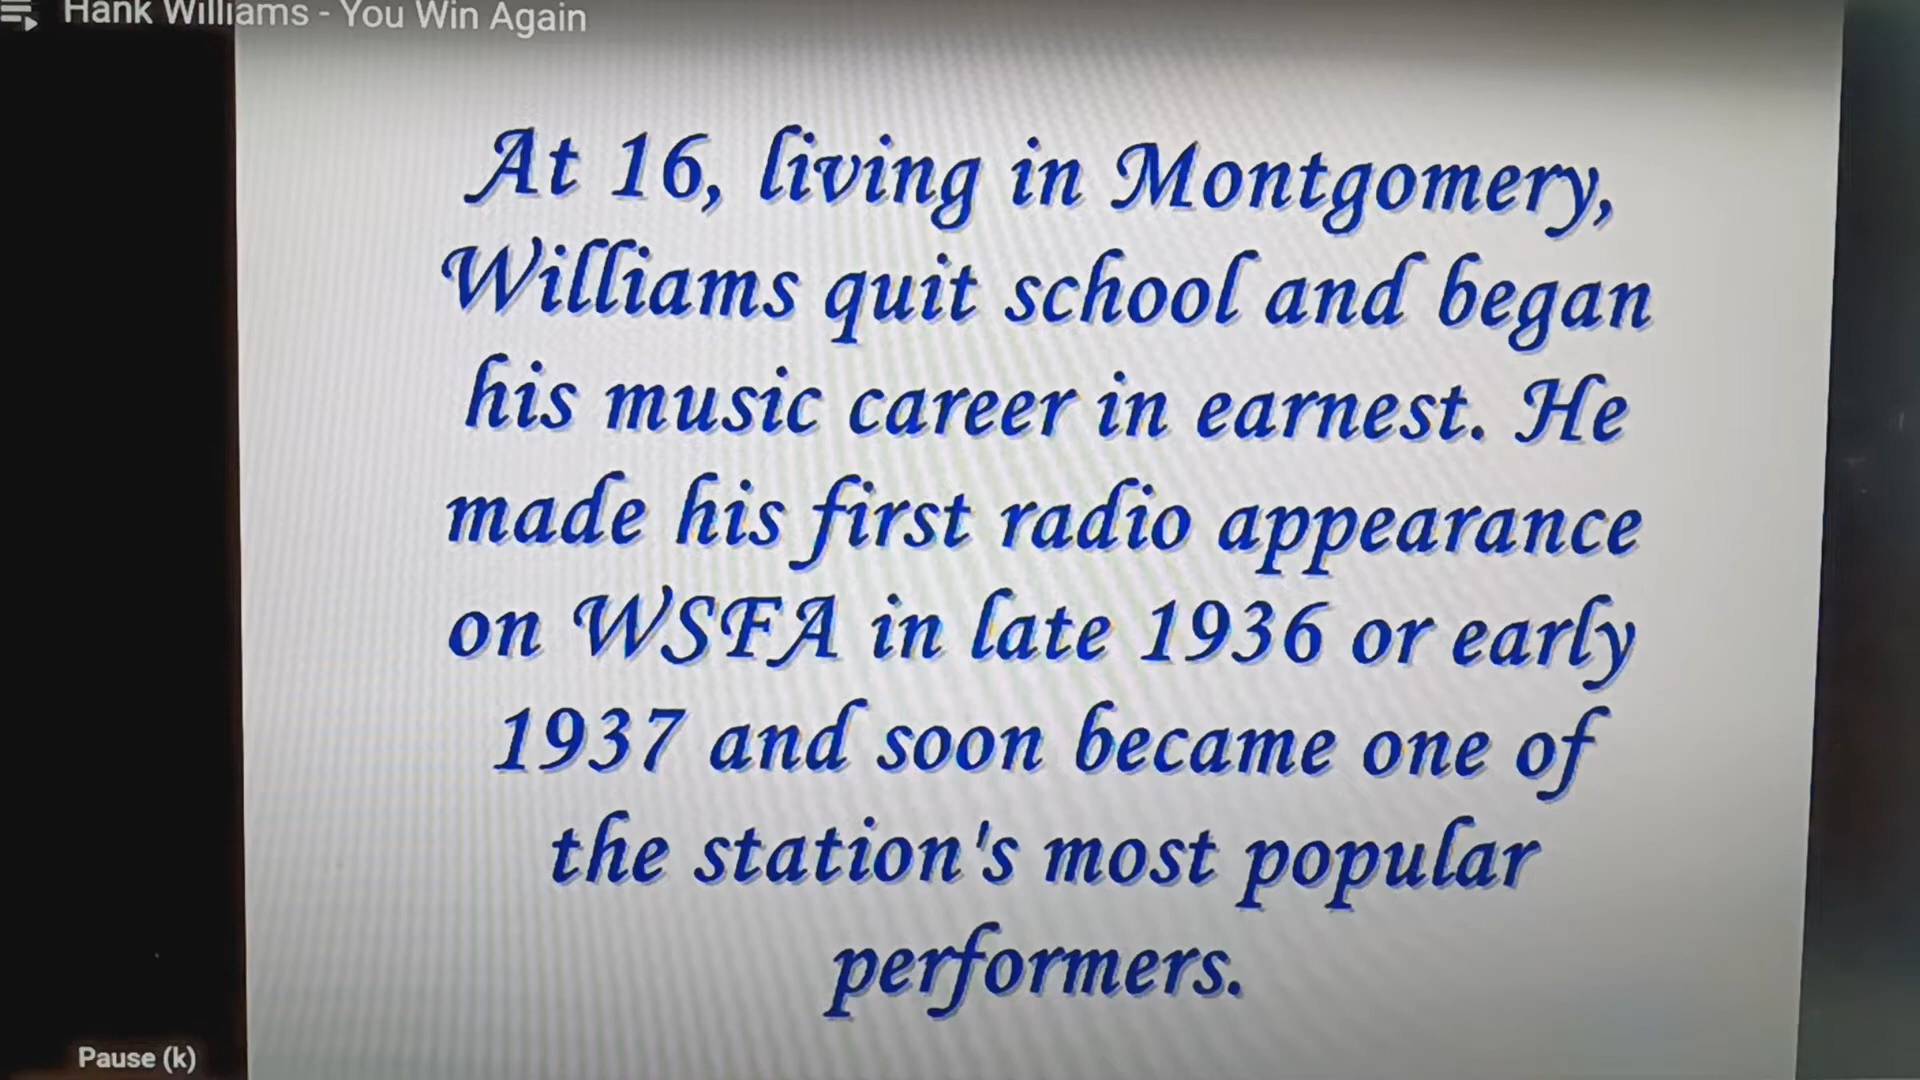 Hank Williams - You Win Again
At 16, living in Montgomery,
Williams quit school and began
his music career in earnest. He
made his first radio appearance
on WSFA in late 1936 or early
1937 and soon became one of
the station's most popular
performers.
Pause (k)